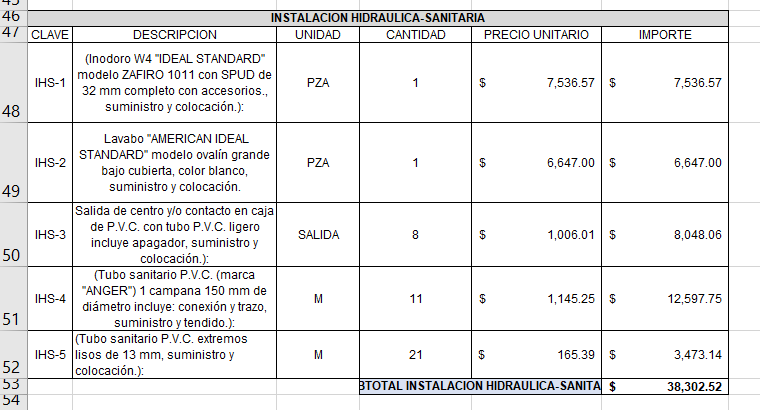 46 INSTALACION HIDRAULICA-SANITARIA
47 CLAVE DESCRIPCION UNIDAD CANTIDAD PRECIO UNITARIO IMPORTE
(Inodoro W4 "IDEAL STANDARD"
modelo ZAFIRO 1011 con SPUD de
32 mm completo con accesorios.,
suministro y colocación.):
48 IHS-1 PZA 1 $ 7,536.57 $ 7,536.57
Lavabo "AMERICAN IDEAL
STANDARD" modelo ovalín grande
bajo cubierta, color blanco,
suministro y colocación.
49 IHS-2 PZA 1 $ 6,647.00 $ 6,647.00
Salida de centro y/o contacto en caja
de P.V.C. con tubo P.V.C. ligero
incluye apagador, suministro y
colocación.):
50 IHS-3 SALIDA 8 $ 1,006.01 $ 8,048.06
(Tubo sanitario P.V.C. (marca
"ANGER") 1 campana 150 mm de
diámetro incluye: conexión y trazo,
suministro y tendido.):
51 IHS-4 M 11 $ 1,145.25 $ 12,597.75
(Tubo sanitario P.V.C. extremos
lisos de 13 mm, suministro y
colocación.):
52 IHS-5 M 21 $ 165.39 $ 3,473.14
53 BTOTAL INSTALACION HIDRAULICA-SANITA $ 38,302.52
54